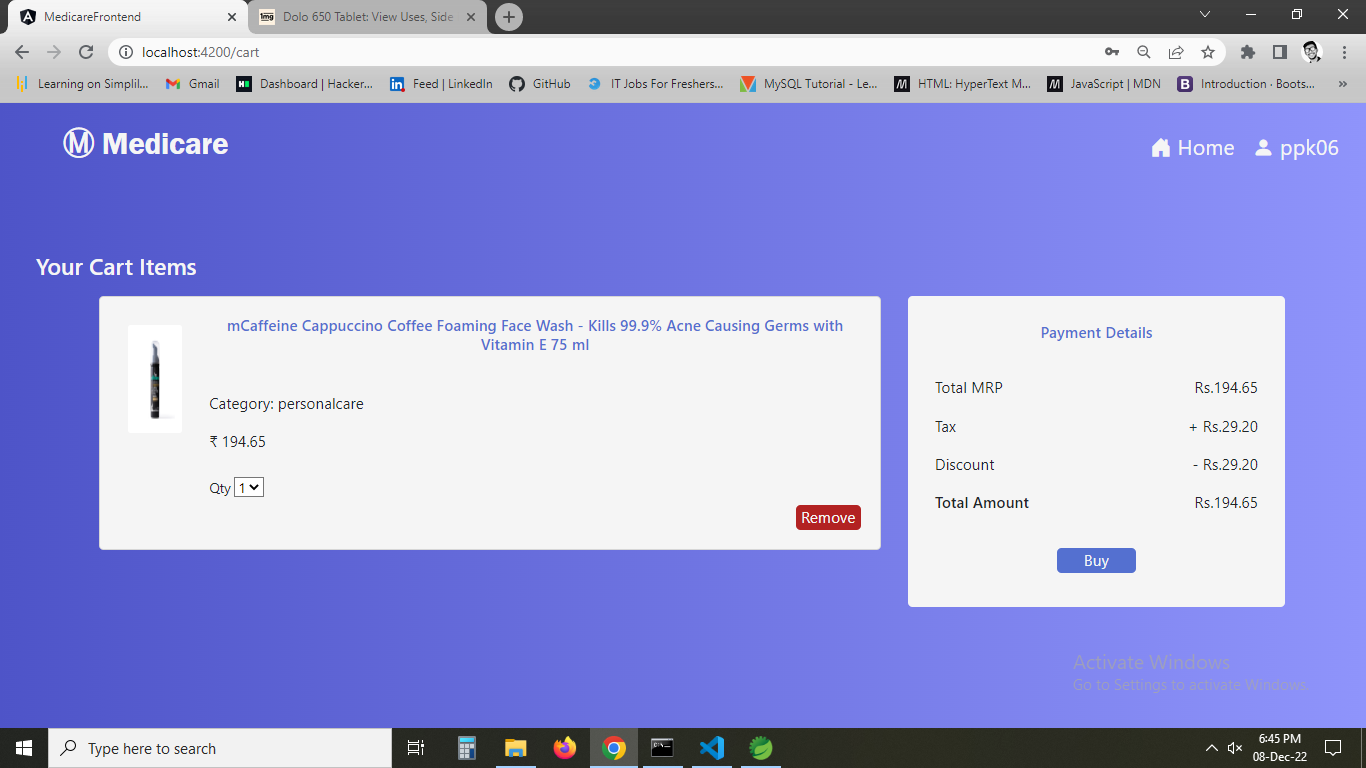 MedicareFrontend
1mg
Dolo 650 Tablet: View Uses, Side
localhost:4200/cart
Learning on Simplil...
Gmail
Dashboard | Hacker...
Feed | LinkedIn
GitHub
IT Jobs For Freshers...
MySQL Tutorial - Le...
HTML: HyperText M...
JavaScript | MDN
Introduction · Boots...
»
M Medicare
Home
ppk06
Your Cart Items
mCaffeine Cappuccino Coffee Foaming Face Wash - Kills 99.9% Acne Causing Germs with
Vitamin E 75 ml
Category: personalcare
₹ 194.65
Qty 1
Remove
Payment Details
Total MRP Rs.194.65
Tax + Rs.29.20
Discount - Rs.29.20
Total Amount Rs.194.65
Buy
Activate Windows
Go to Settings to activate Windows.
Type here to search
6:45 PM
08-Dec-22